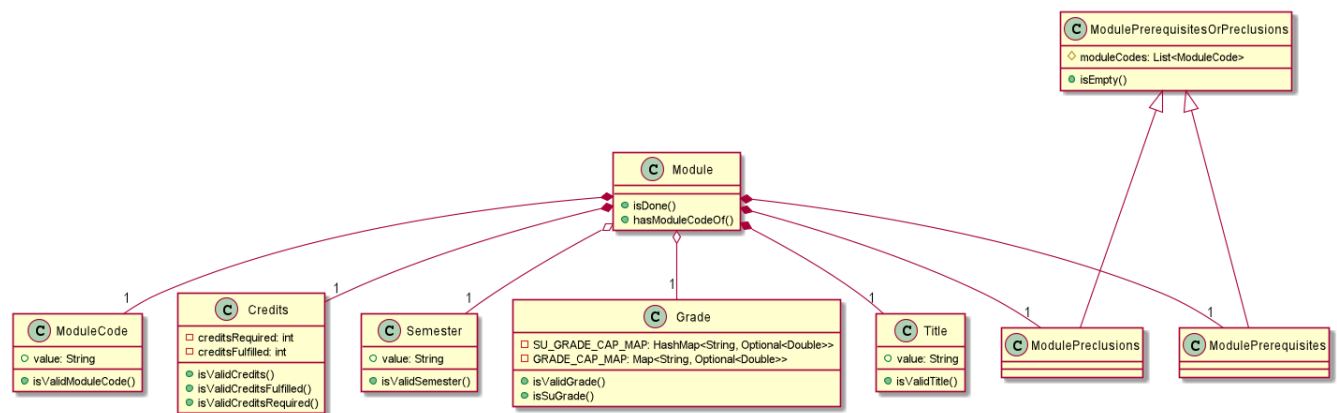 C ModulePrerequisitesOrPreclusions
moduleCodes: List<ModuleCode>
isEmpty()
C Module
isDone()
hasModuleCodeOf()
1
1
1
1
1
1
1
C ModuleCode
value: String
isValidModuleCode()
C Credits
creditsRequired: int
creditsFulfilled: int
isValidCredits()
isValidCreditsFulfilled()
isValidCreditsRequired()
C Semester
value: String
isValidSemester()
C Grade
SU_GRADE_CAP_MAP: HashMap<String, Optional<Double>>
GRADE_CAP_MAP: Map<String, Optional<Double>>
isValidGrade()
isSuGrade()
C Title
value: String
isValidTitle()
C ModulePreclusions
C ModulePrerequisites